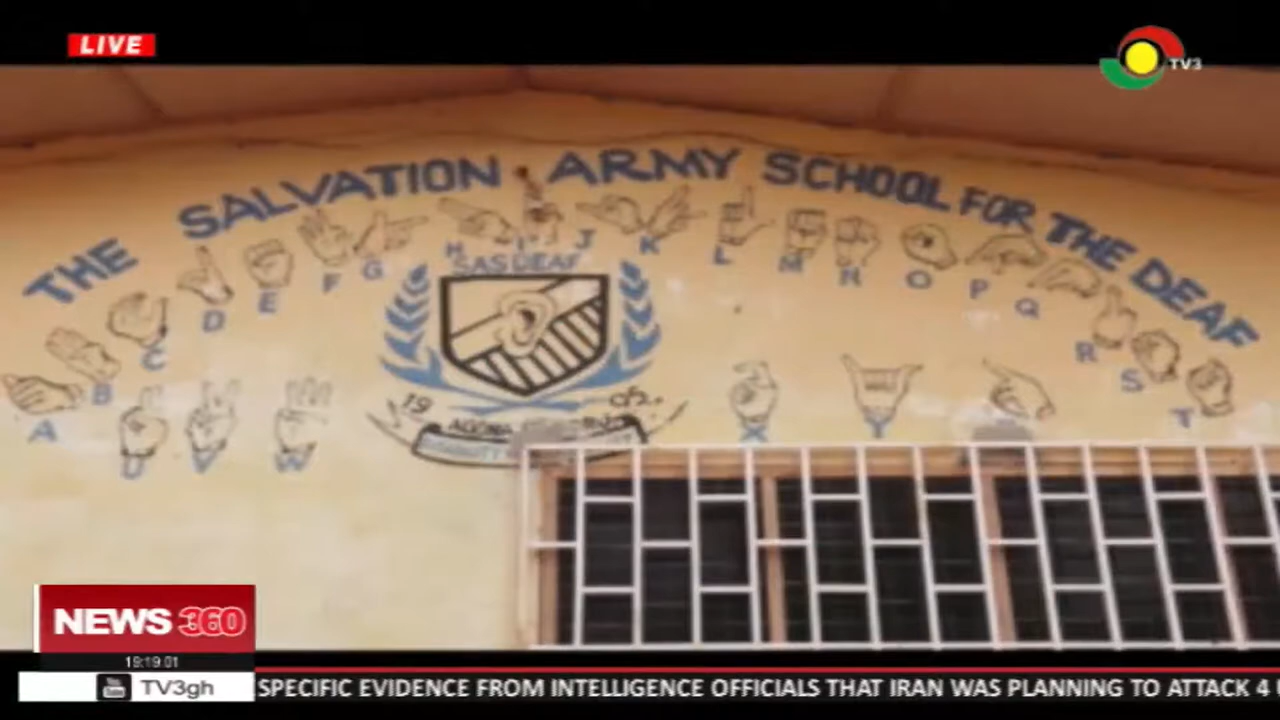 LIVE
TV3
THE SALVATION ARMY SCHOOL FOR THE DEAF
H I J K L M N O P Q R S T
A B C D E F G
SAS DEAF
U V W
X Y
19
NEWS 360
19:19:01
TV3gh
SPECIFIC EVIDENCE FROM INTELLIGENCE OFFICIALS THAT IRAN WAS PLANNING TO ATTACK 4